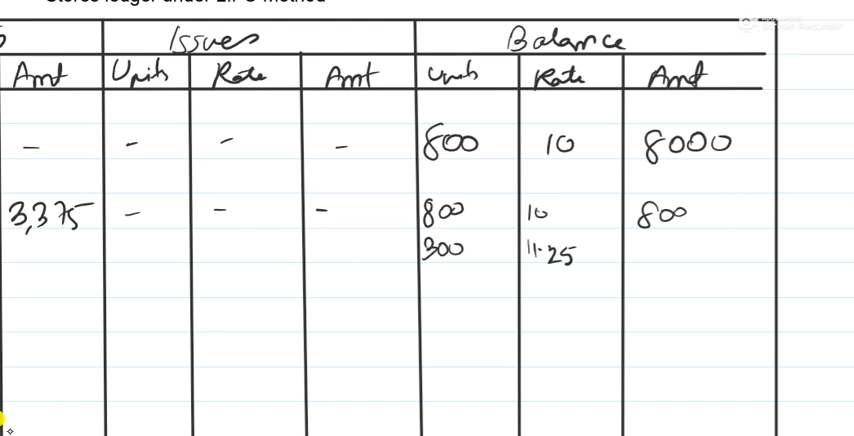 Stores ledger under LIFO method
Issues Balance
Amt Units Rate Amt Units Rate Amt
- - - - 800 10 8000
3,375 - - - 800 10 800
300 11.25